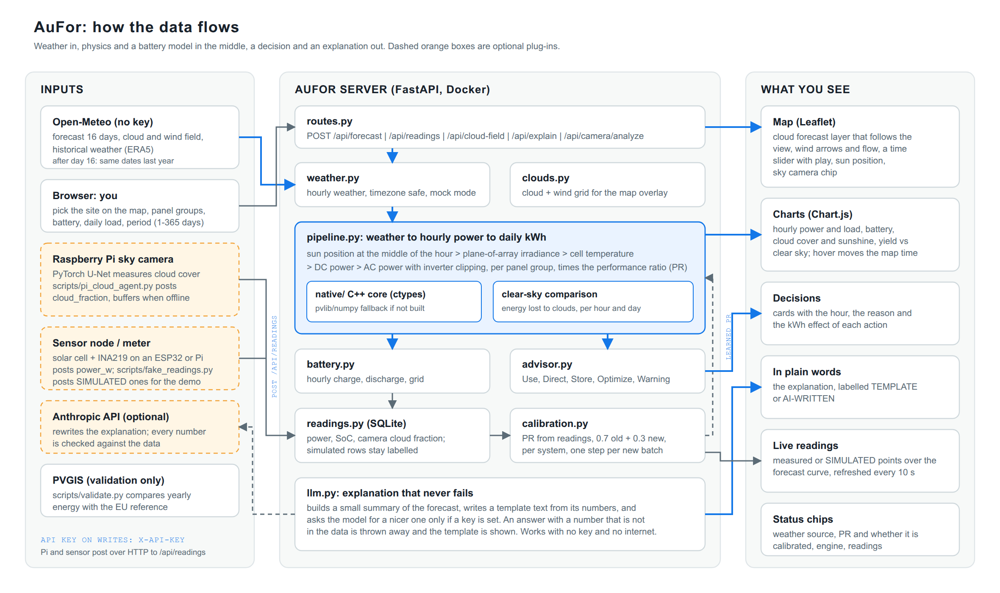 AuFor: how the data flows
Weather in, physics and a battery model in the middle, a decision and an explanation out. Dashed orange boxes are optional plug-ins.
INPUTS
Open-Meteo (no key)
forecast 16 days, cloud and wind field,
historical weather (ERA5)
after day 16: same dates last year
Browser: you
pick the site on the map, panel groups,
battery, daily load, period (1-365 days)
Raspberry Pi sky camera
PyTorch U-Net measures cloud cover
scripts/pi_cloud_agent.py posts
cloud_fraction, buffers when offline
Sensor node / meter
solar cell + INA219 on an ESP32 or Pi
posts power_w; scripts/fake_readings.py
posts SIMULATED ones for the demo
Anthropic API (optional)
rewrites the explanation; every number
is checked against the data
PVGIS (validation only)
scripts/validate.py compares yearly
energy with the EU reference
API KEY ON WRITES: X-API-KEY
Pi and sensor post over HTTP to /api/readings
POST /API/READINGS
AUFOR SERVER (FastAPI, Docker)
routes.py
POST /api/forecast | /api/readings | /api/cloud-field | /api/explain | /api/camera/analyze
weather.py
hourly weather, timezone safe, mock mode
clouds.py
cloud + wind grid for the map overlay
pipeline.py: weather to hourly power to daily kWh
sun position at the middle of the hour > plane-of-array irradiance > cell temperature
> DC power > AC power with inverter clipping, per panel group, times the performance ratio (PR)
native/ C++ core (ctypes)
pvlib/numpy fallback if not built
clear-sky comparison
energy lost to clouds, per hour and day
battery.py
hourly charge, discharge, grid
advisor.py
Use, Direct, Store, Optimize, Warning
readings.py (SQLite)
power, SoC, camera cloud fraction;
simulated rows stay labelled
calibration.py
PR from readings, 0.7 old + 0.3 new,
per system, one step per new batch
llm.py: explanation that never fails
builds a small summary of the forecast, writes a template text from its numbers, and
asks the model for a nicer one only if a key is set. An answer with a number that is not
in the data is thrown away and the template is shown. Works with no key and no internet.
LEARNED PR
WHAT YOU SEE
Map (Leaflet)
cloud forecast layer that follows the
view, wind arrows and flow, a time
slider with play, sun position,
sky camera chip
Charts (Chart.js)
hourly power and load, battery,
cloud cover and sunshine, yield vs
clear sky; hover moves the map time
Decisions
cards with the hour, the reason and
the kWh effect of each action
In plain words
the explanation, labelled TEMPLATE
or AI-WRITTEN
Live readings
measured or SIMULATED points over the
forecast curve, refreshed every 10 s
Status chips
weather source, PR and whether it is
calibrated, engine, readings